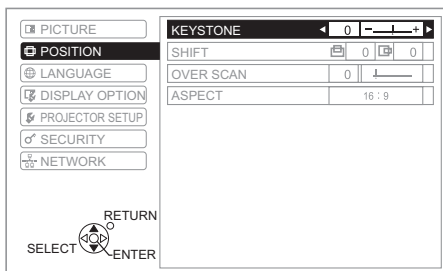 PICTURE
POSITION
LANGUAGE
DISPLAY OPTION
PROJECTOR SETUP
SECURITY
NETWORK
RETURN
SELECT
ENTER
KEYSTONE 0 - +
SHIFT 0 0
OVER SCAN 0
ASPECT 16:9